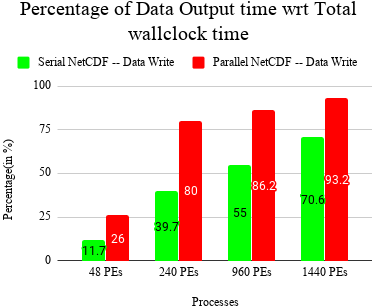 Percentage of Data Output time wrt Total
wallclock time
Serial NetCDF -- Data Write
Parallel NetCDF -- Data Write
Percentage(in %)
100
75
50
25
0
11.7
26
39.7
80
55
86.2
70.6
93.2
48 PEs
240 PEs
960 PEs
1440 PEs
Processes